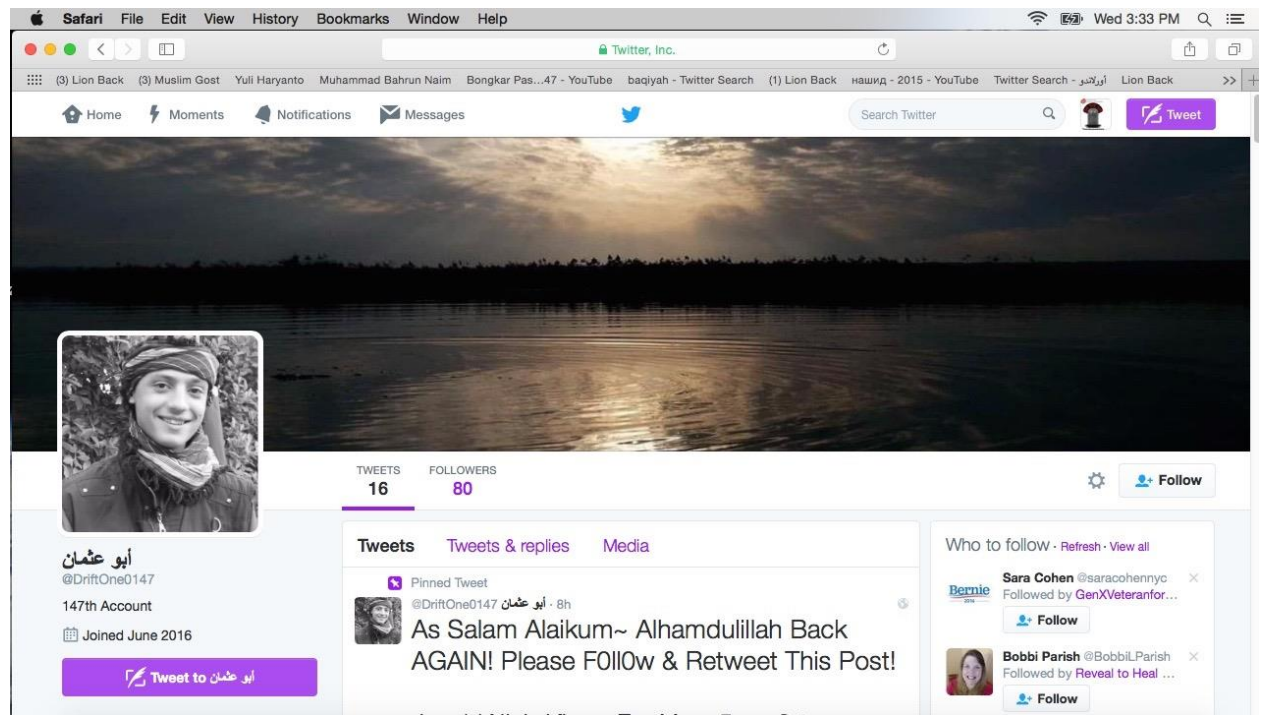 Safari File Edit View History Bookmarks Window Help Wed 3:33 PM
Twitter, Inc.
(3) Lion Back (3) Muslim Gost Yuli Haryanto Muhammad Bahrun Naim Bongkar Pas...47 - YouTube baqiyah - Twitter Search (1) Lion Back нашид - 2015 - YouTube Twitter Search - أورلاندو Lion Back >> +
Home Moments Notifications Messages Search Twitter Tweet
TWEETS FOLLOWERS
16 80 Follow
أبو عثمان
@DriftOne0147
147th Account
Joined June 2016
Tweet to أبو عثمان
Tweets Tweets & replies Media
Pinned Tweet
@DriftOne0147 أبو عثمان · 8h
As Salam Alaikum~ Alhamdulillah Back
AGAIN! Please F0ll0w & Retweet This Post!
Who to follow · Refresh · View all
Bernie
2016
Sara Cohen @saracohennyc
Followed by GenXVeteranfor...
Follow
Bobbi Parish @BobbiLParish
Followed by Reveal to Heal ...
Follow